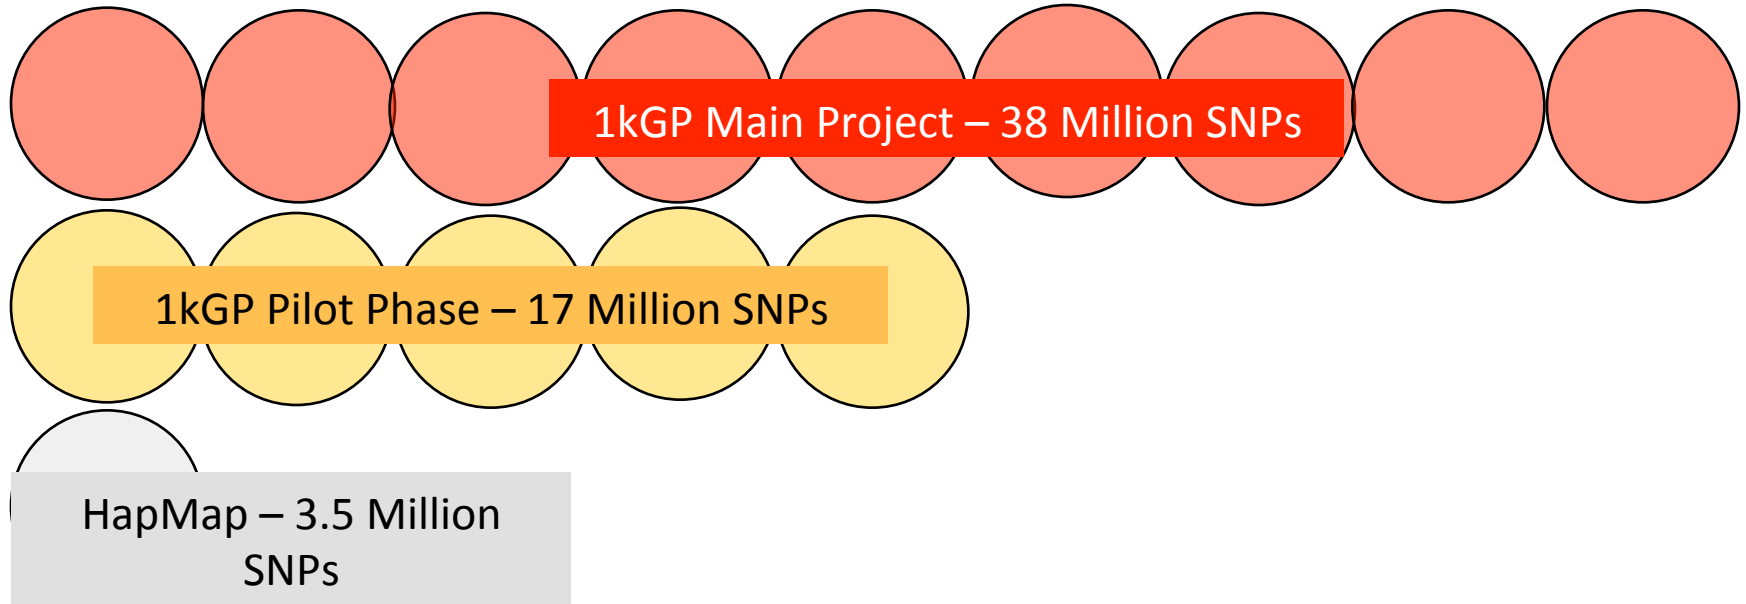 1kGP Main Project – 38 Million SNPs
1kGP Pilot Phase – 17 Million SNPs
HapMap – 3.5 Million
SNPs